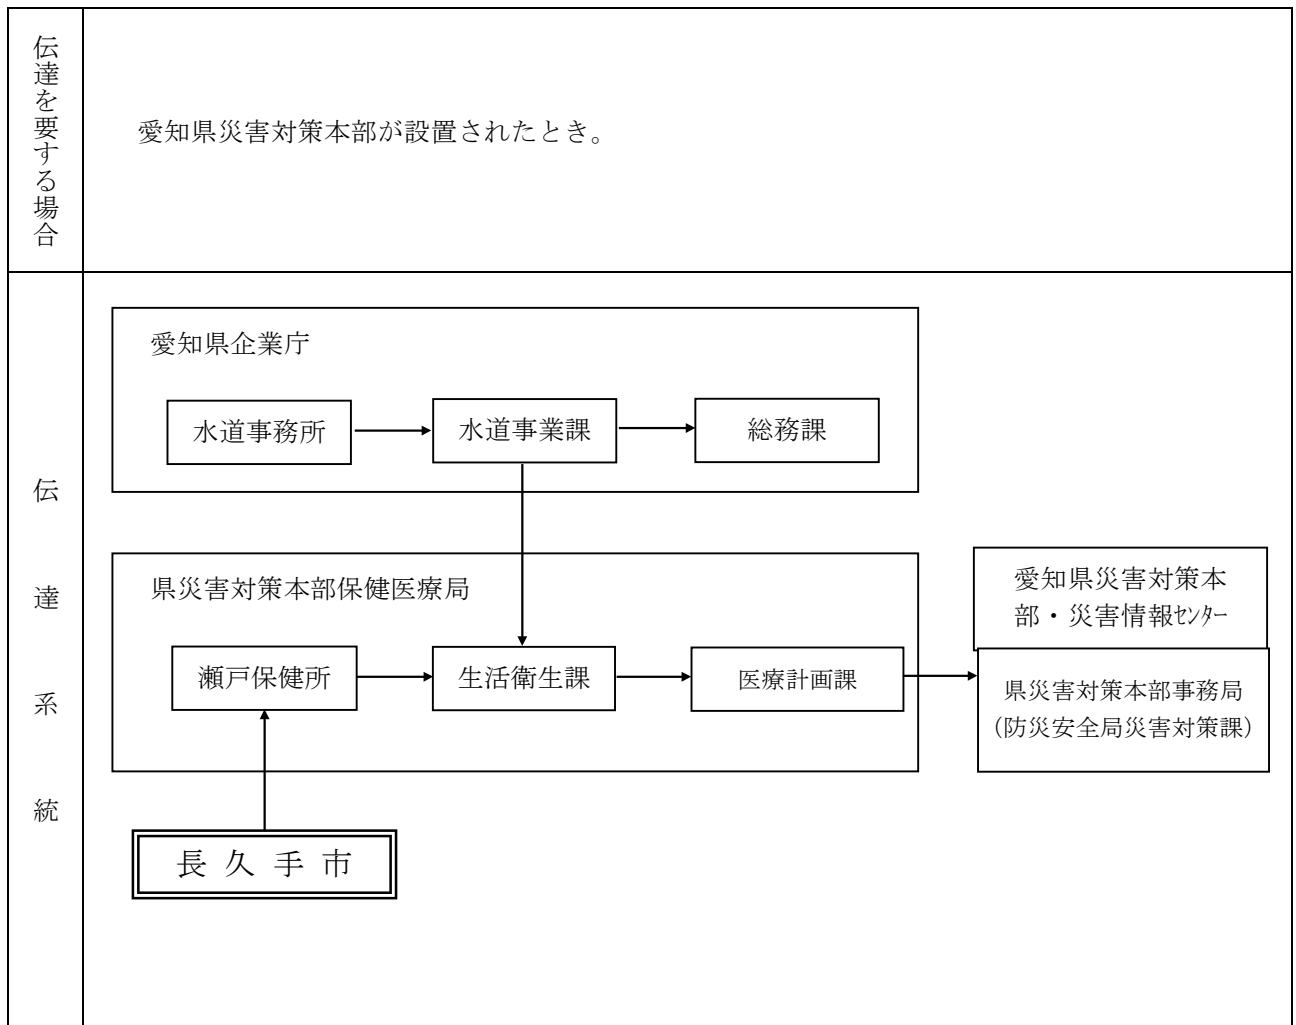 伝達を要する場合
愛知県災害対策本部が設置されたとき。
伝達系統
愛知県企業庁
水道事務所
水道事業課
総務課
県災害対策本部保健医療局
瀬戸保健所
生活衛生課
医療計画課
愛知県災害対策本
部・災害情報ｾﾝﾀｰ
県災害対策本部事務局
(防災安全局災害対策課)
長久手市